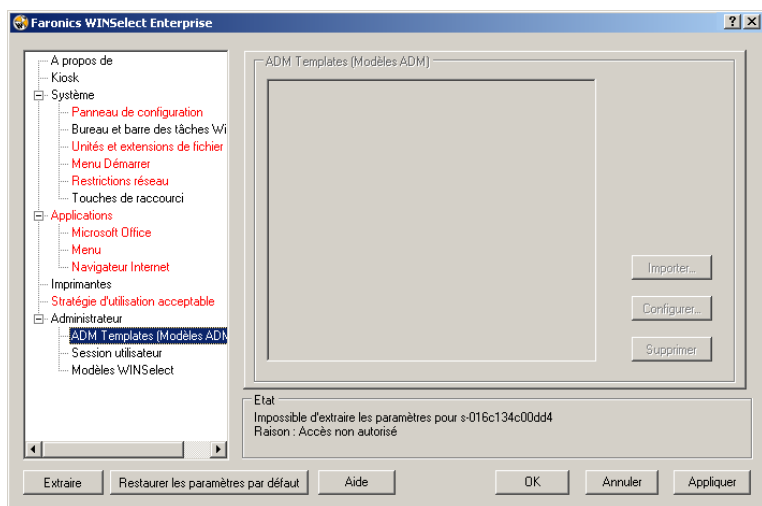 Faronics WINSelect Enterprise
A propos de
Kiosk
Système
Panneau de configuration
Bureau et barre des tâches Wi
Unités et extensions de fichier
Menu Démarrer
Restrictions réseau
Touches de raccourci
Applications
Microsoft Office
Menu
Navigateur Internet
Imprimantes
Stratégie d'utilisation acceptable
Administrateur
ADM Templates (Modèles ADM
Session utilisateur
Modèles WINSelect
ADM Templates (Modèles ADM)
Importer...
Configurer...
Supprimer
Etat
Impossible d'extraire les paramètres pour s-016c134c00dd4
Raison : Accès non autorisé
Extraire
Restaurer les paramètres par défaut
Aide
OK
Annuler
Appliquer